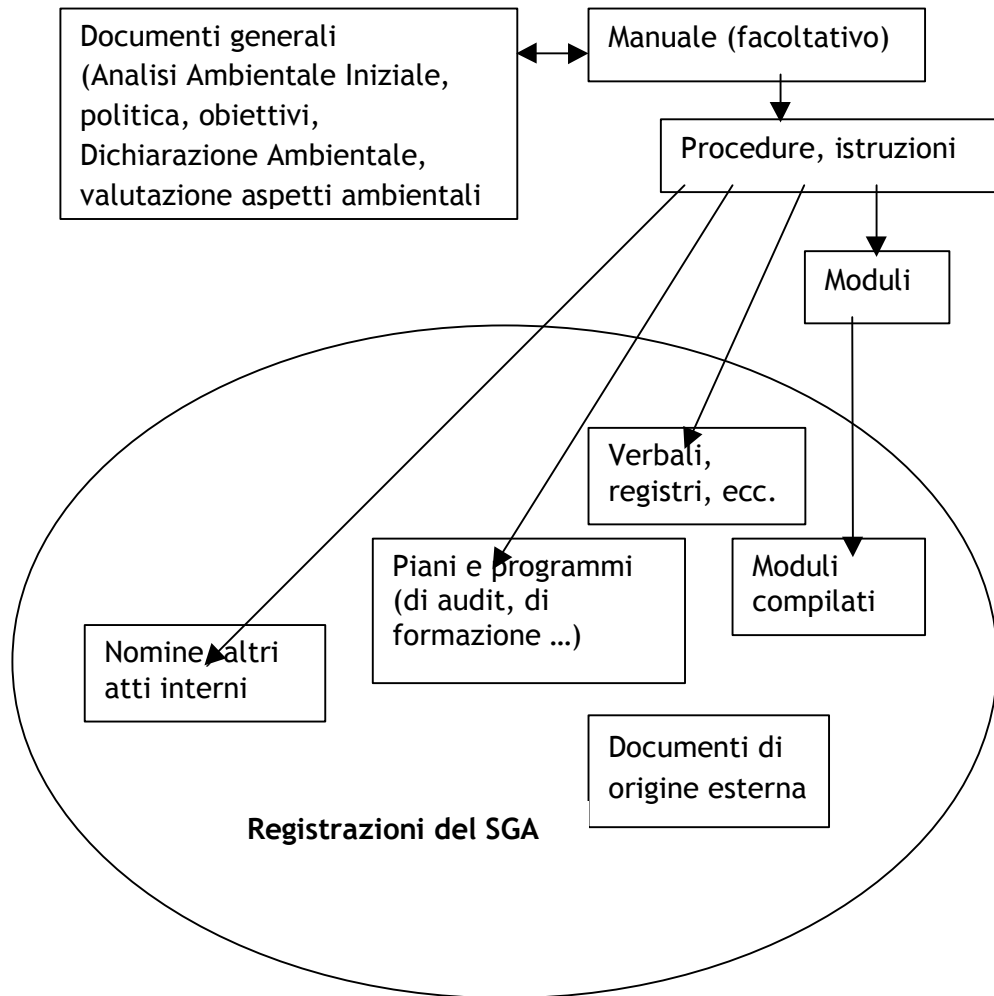 Documenti generali
(Analisi Ambientale Iniziale,
politica, obiettivi,
Dichiarazione Ambientale,
valutazione aspetti ambientali
Manuale (facoltativo)
Procedure, istruzioni
Moduli
Verbali,
registri, ecc.
Piani e programmi
(di audit, di
formazione …)
Moduli
compilati
Nomine, altri
atti interni
Documenti di
origine esterna
Registrazioni del SGA